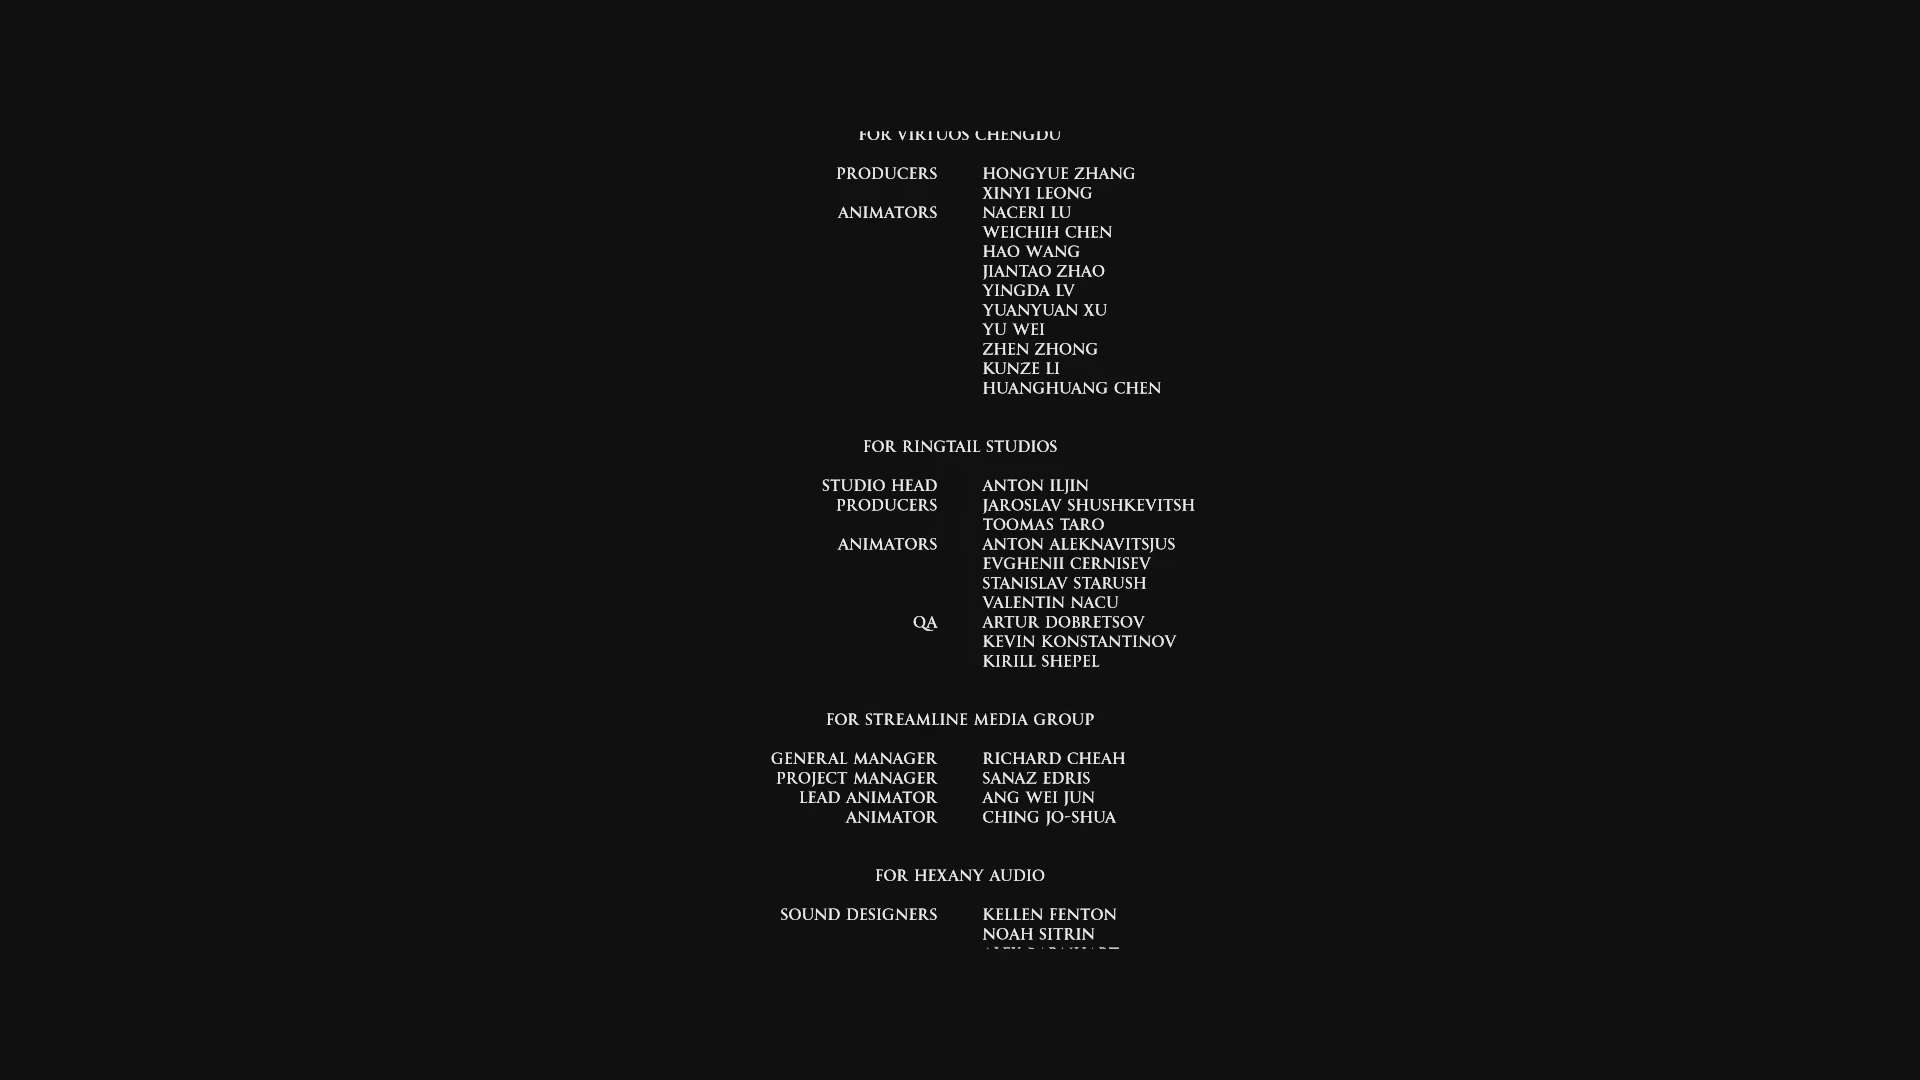 FOR VIRTUOS CHENGDU
PRODUCERS HONGYUE ZHANG
XINYI LEONG
ANIMATORS NACERI LU
WEICHIH CHEN
HAO WANG
JIANTAO ZHAO
YINGDA LV
YUANYUAN XU
YU WEI
ZHEN ZHONG
KUNZE LI
HUANGHUANG CHEN
FOR RINGTAIL STUDIOS
STUDIO HEAD ANTON ILJIN
PRODUCERS JAROSLAV SHUSHKEVITSH
TOOMAS TARO
ANIMATORS ANTON ALEKNAVITSJUS
EVGHENII CERNISEV
STANISLAV STARUSH
VALENTIN NACU
QA ARTUR DOBRETSOV
KEVIN KONSTANTINOV
KIRILL SHEPEL
FOR STREAMLINE MEDIA GROUP
GENERAL MANAGER RICHARD CHEAH
PROJECT MANAGER SANAZ EDRIS
LEAD ANIMATOR ANG WEI JUN
ANIMATOR CHING JO-SHUA
FOR HEXANY AUDIO
SOUND DESIGNERS KELLEN FENTON
NOAH SITRIN